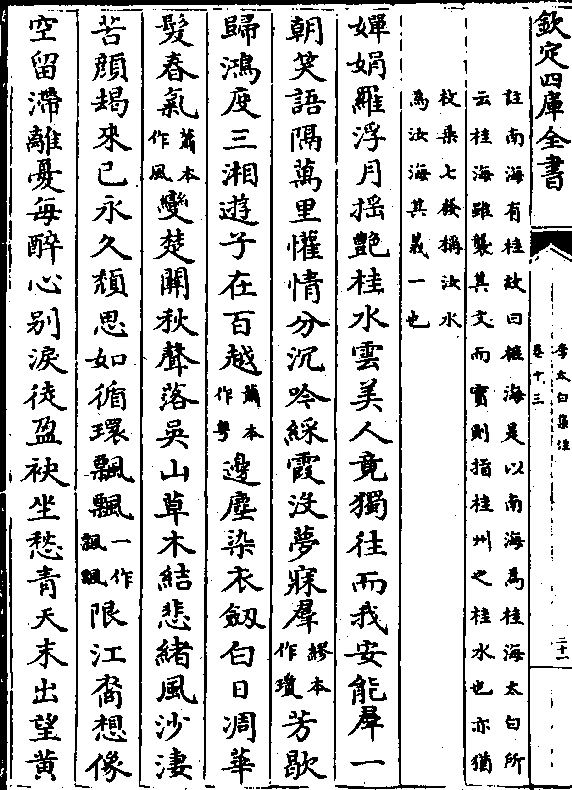 欽定四庫全書
李太白集注
卷十三
二十一
註南海有桂故曰桂海是以南海為桂海太白所
云桂海雖襲其文而實則指桂州之桂水也亦猶
枚乗七發稱汝水
為汝海其義一也
嬋娟羅浮月揺艶桂水雲美人竟獨往而我安能羣一
朝笑語隔萬里懽情分沉吟綵霞没夢寐羣繆本作瓊芳歇
歸鴻度三湘遊子在百越蕭本作粤邊塵染衣劔白日凋華
髮春氣蕭本作風變楚關秋聲落吳山草木結悲緒風沙淒
苦顔朅來已永久頽思如循環飄飄一作限江裔想像
空留滯離憂每醉心别淚徒盈袂坐愁青天末出望黄